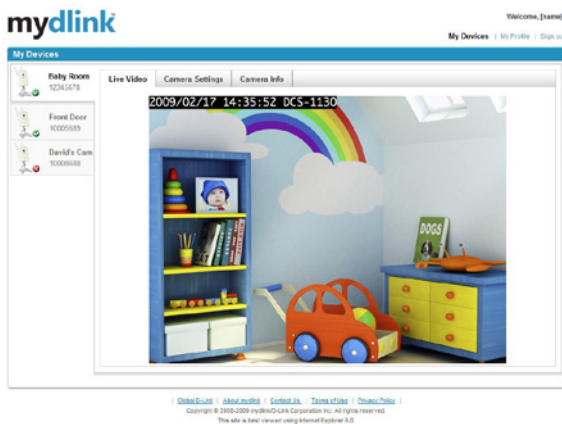 mydlink
Welcome, [name]
My Devices | My Profile | Sign ou
My Devices
Baby Room
12345678
Front Door
10005689
David's Cam
Live Video
Camera Settings
Camera Info
2009/02/17 14:35:52 DCS-1130
DOGS
| Global D-Link | About mydlink | Contact Us | Terms of Use | Privacy Policy |
Copyright © 2008-2009 mydlink/D-Link Corporation Inc. All rights reserved.
This site is best viewed using Internet Explorer 6.0